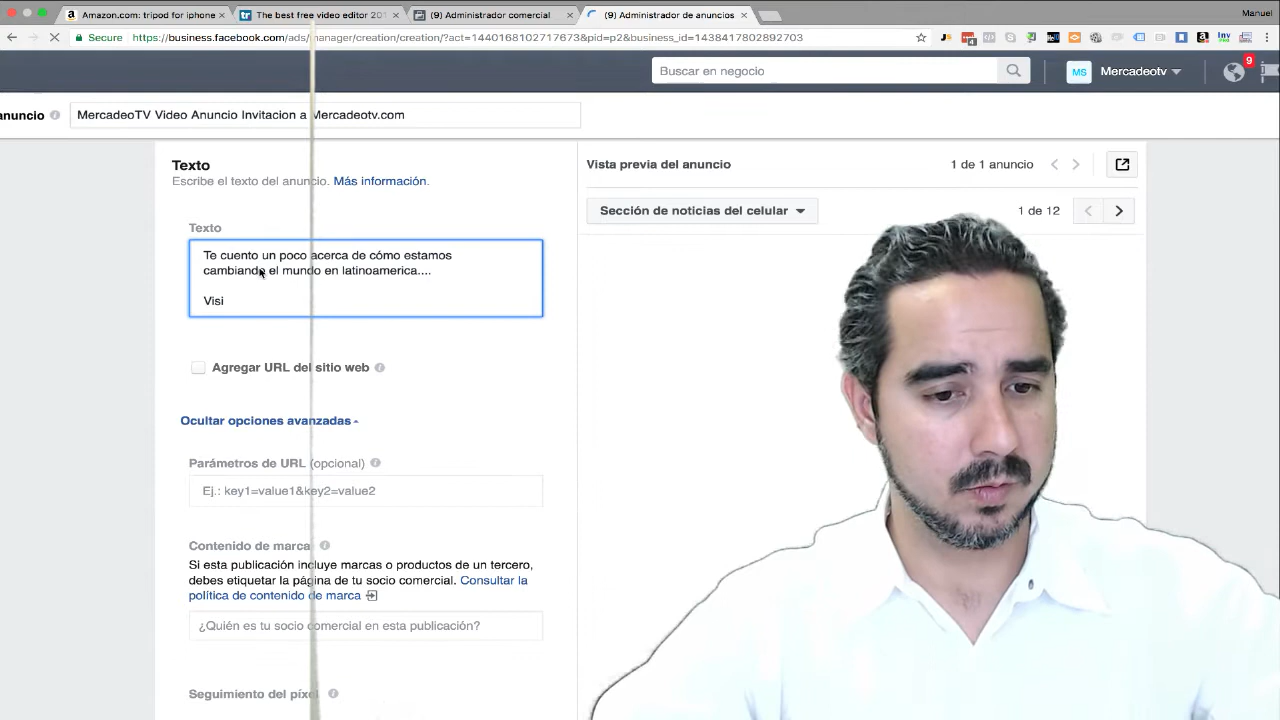 Amazon.com: tripod for iphone
The best free video editor 201
(9) Administrador comercial
(9) Administrador de anuncios
Manuel
Secure
https://business.facebook.com/ads/manager/creation/creation/?act=1440168102717673&pid=p2&business_id=1438417802892703
Buscar en negocio
MS
Mercadeotv
9
anuncio
MercadeoTV Video Anuncio Invitacion a Mercadeotv.com
Texto
Escribe el texto del anuncio. Más información.
Texto
Te cuento un poco acerca de cómo estamos
cambiando el mundo en latinoamerica....
Visi
Agregar URL del sitio web
Ocultar opciones avanzadas
Parámetros de URL (opcional)
Ej.: key1=value1&key2=value2
Contenido de marca
Si esta publicación incluye marcas o productos de un tercero,
debes etiquetar la página de tu socio comercial. Consultar la
política de contenido de marca
¿Quién es tu socio comercial en esta publicación?
Seguimiento del píxel
Vista previa del anuncio
1 de 1 anuncio
Sección de noticias del celular
1 de 12